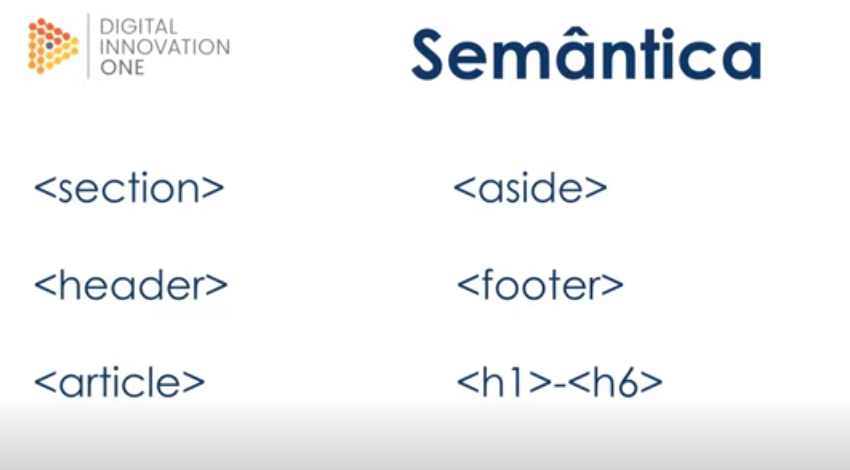 DIGITAL
INNOVATION
ONE
Semântica
<section>
<aside>
<header>
<footer>
<article>
<h1>-<h6>